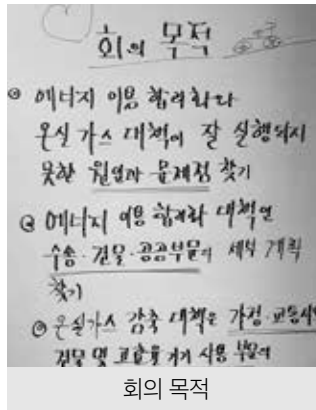 회의 목적
에너지 이용 합리화와
온실가스 대책이 잘 실행되지
못한 원인과 문제점 찾기
에너지 이용 합리화 대책인
수송·건물·공공부문의 세부 계획
찾기
온실가스 감축 대책은 가정·교통시
건물 및 고효율 기기 사용 부문의
회의 목적